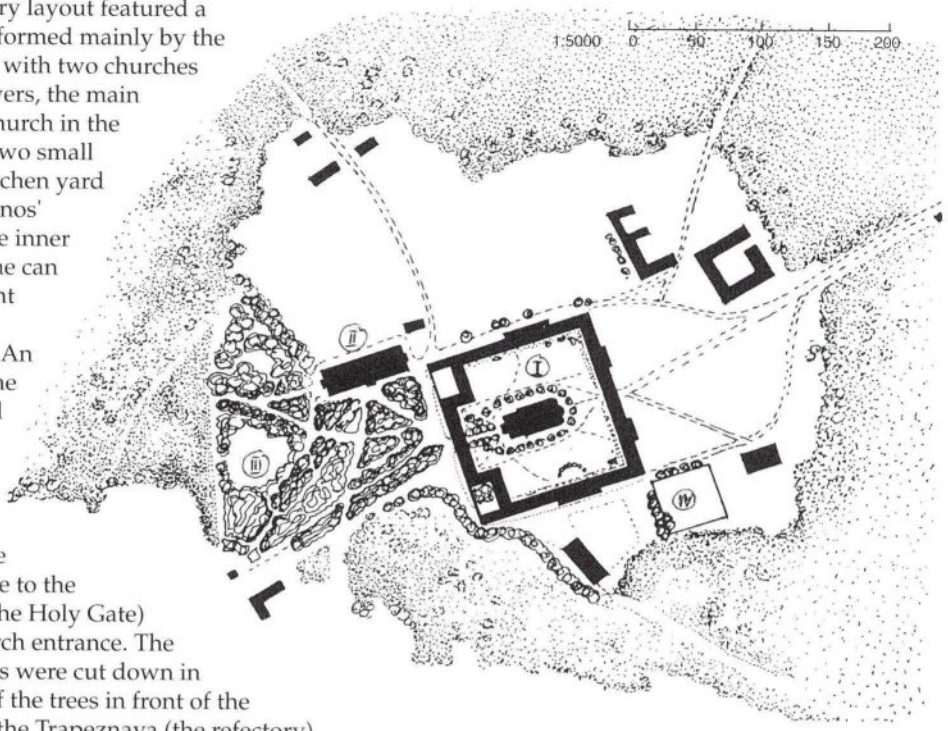 ry layout featured a
formed mainly by the
with two churches
vers, the main
hurch in the
wo small
chen yard
nos'
e inner
ne can
nt
An
ne
l
e
e to the
he Holy Gate)
rch entrance. The
s were cut down in
f the trees in front of the
the Trapeznaya (the refectory)
1:5000 0 50 100 150 200
I
II
III
IV